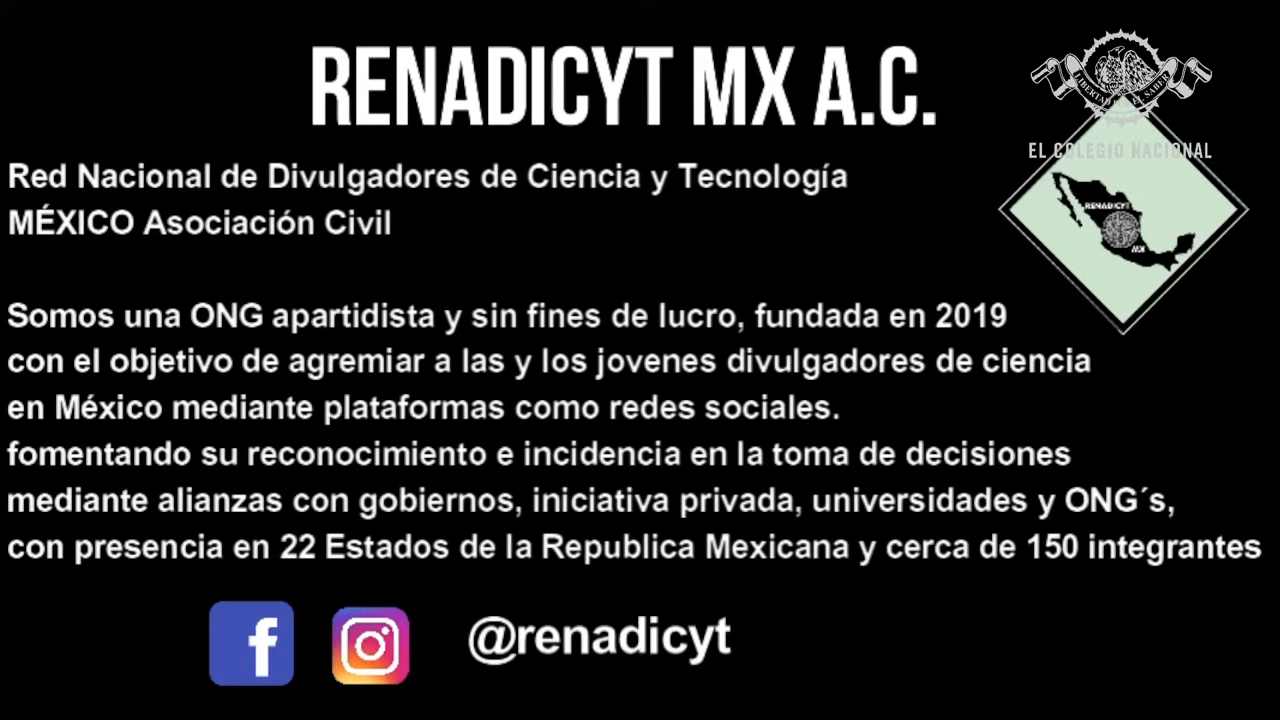 RENADICYT MX A.C.
LIBERTAD POR EL SABER
EL COLEGIO NACIONAL
Red Nacional de Divulgadores de Ciencia y Tecnología
MÉXICO Asociación Civil
RENADICYT
MX
Somos una ONG apartidista y sin fines de lucro, fundada en 2019
con el objetivo de agremiar a las y los jovenes divulgadores de ciencia
en México mediante plataformas como redes sociales.
fomentando su reconocimiento e incidencia en la toma de decisiones
mediante alianzas con gobiernos, iniciativa privada, universidades y ONG´s,
con presencia en 22 Estados de la Republica Mexicana y cerca de 150 integrantes
@renadicyt